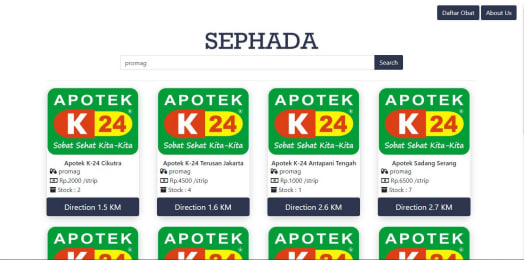 Daftar Obat About Us
SEPHADA
promag Search
APOTEK APOTEK APOTEK APOTEK
K 24 K 24 K 24 K 24
Sobat Sehat Kita-Kita Sobat Sehat Kita-Kita Sobat Sehat Kita-Kita Sobat Sehat Kita-Kita
Apotek K-24 Cikutra Apotek K-24 Terusan Jakarta Apotek K-24 Antapani Tengah Apotek Sadang Serang
promag promag promag promag
Rp.2000 /strip Rp.4500 /strip Rp.1000 /strip Rp.6500 /strip
Stock : 2 Stock : 4 Stock : 1 Stock : 7
Direction 1.5 KM Direction 1.6 KM Direction 2.6 KM Direction 2.7 KM
APOTEK APOTEK APOTEK APOTEK
K 24 K 24 K 24 K 24